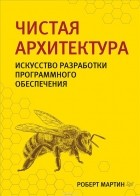 ЧИСТАЯ
АРХИТЕКТУРА
ИСКУССТВО РАЗРАБОТКИ
ПРОГРАММНОГО
ОБЕСПЕЧЕНИЯ
РОБЕРТ МАРТИН